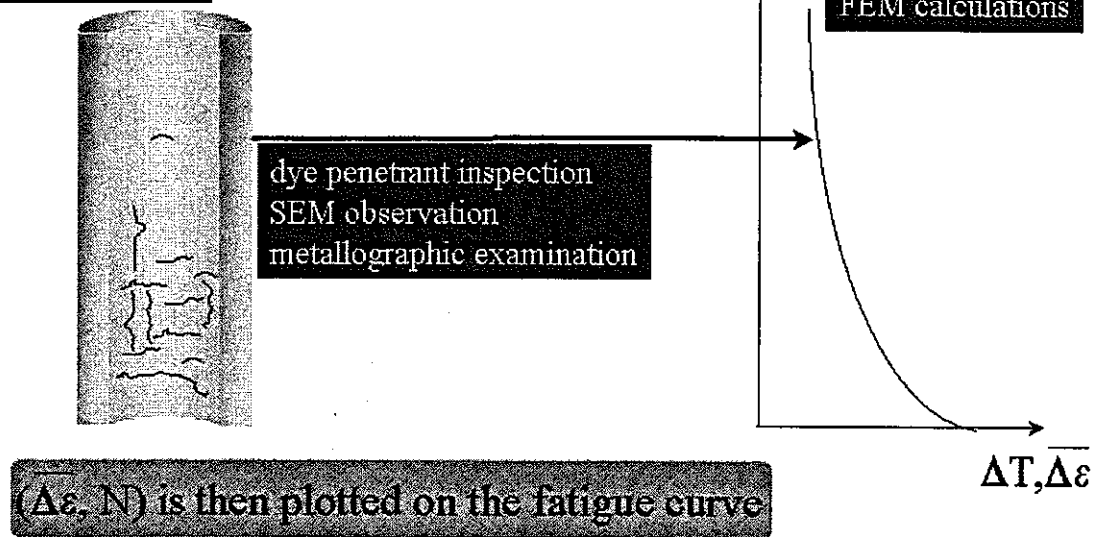 FEM calculations
dye penetrant inspection
SEM observation
metallographic examination
ΔT, Δε̅
(Δε̅, N) is then plotted on the fatigue curve